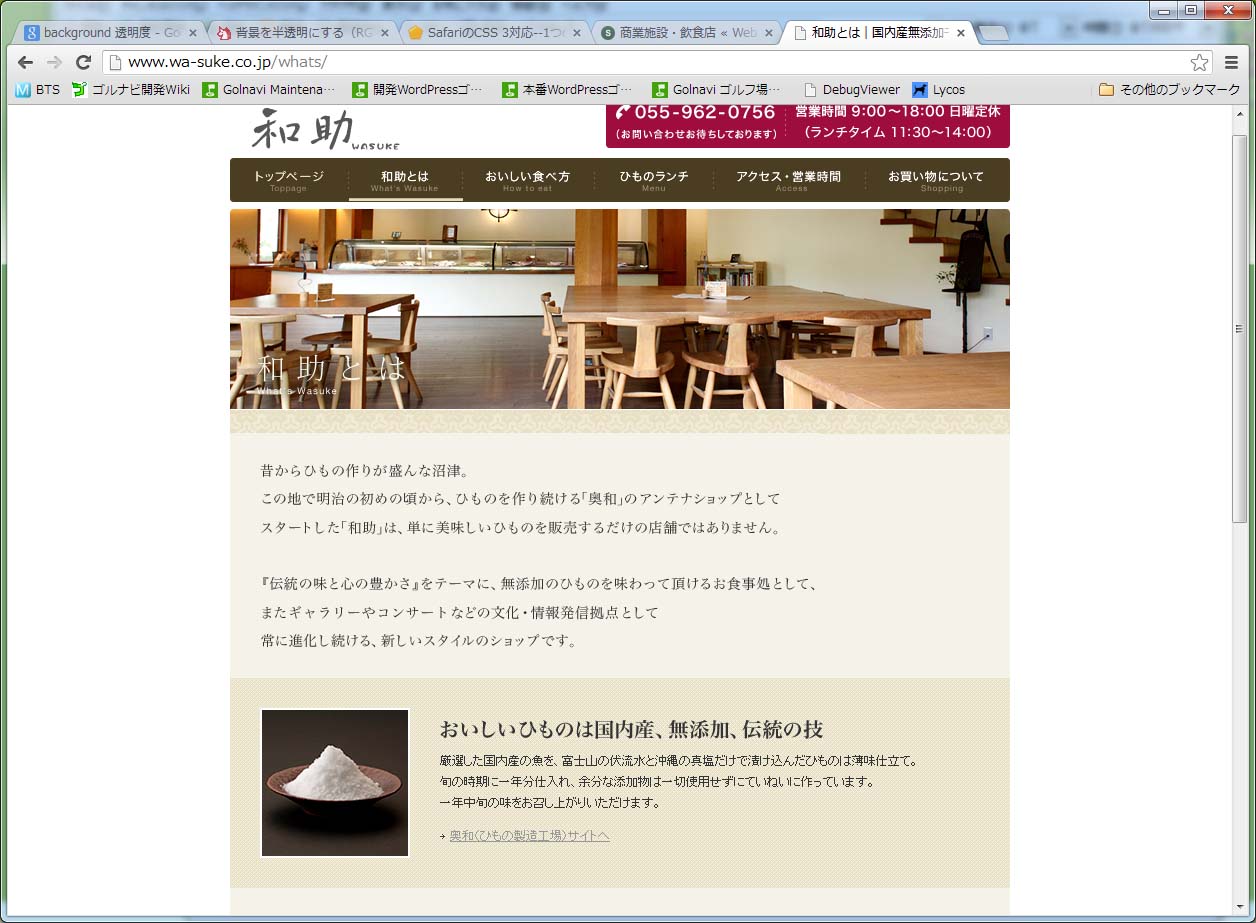 background 透明度 - Go
背景を半透明にする（RG
SafariのCSS 3対応--1つ
商業施設・飲食店 « Web
和助とは | 国内産無添加
www.wa-suke.co.jp/whats/
BTS
ゴルナビ開発Wiki
Golnavi Maintena…
開発WordPressゴ…
本番WordPressゴ…
Golnavi ゴルフ場…
DebugViewer
Lycos
その他のブックマーク
和助 WASUKE
055-962-0756
（お問い合わせお待ちしております）
営業時間 9:00～18:00 日曜定休
（ランチタイム 11:30～14:00）
トップページ
Toppage
和助とは
What's Wasuke
おいしい食べ方
How to eat
ひものランチ
Menu
アクセス・営業時間
Access
お買い物について
Shopping
和助とは
What's Wasuke
昔からひもの作りが盛んな沼津。
この地で明治の初めの頃から、ひものを作り続ける「奥和」のアンテナショップとして
スタートした「和助」は、単に美味しいひものを販売するだけの店舗ではありません。
『伝統の味と心の豊かさ』をテーマに、無添加のひものを味わって頂けるお食事処として、
またギャラリーやコンサートなどの文化・情報発信拠点として
常に進化し続ける、新しいスタイルのショップです。
おいしいひものは国内産、無添加、伝統の技
厳選した国内産の魚を、富士山の伏流水と沖縄の真塩だけで漬け込んだひものは薄味仕立て。
旬の時期に一年分仕入れ、余分な添加物は一切使用せずにていねいに作っています。
一年中旬の味をお召し上がりいただけます。
奥和（ひもの製造工場）サイトへ